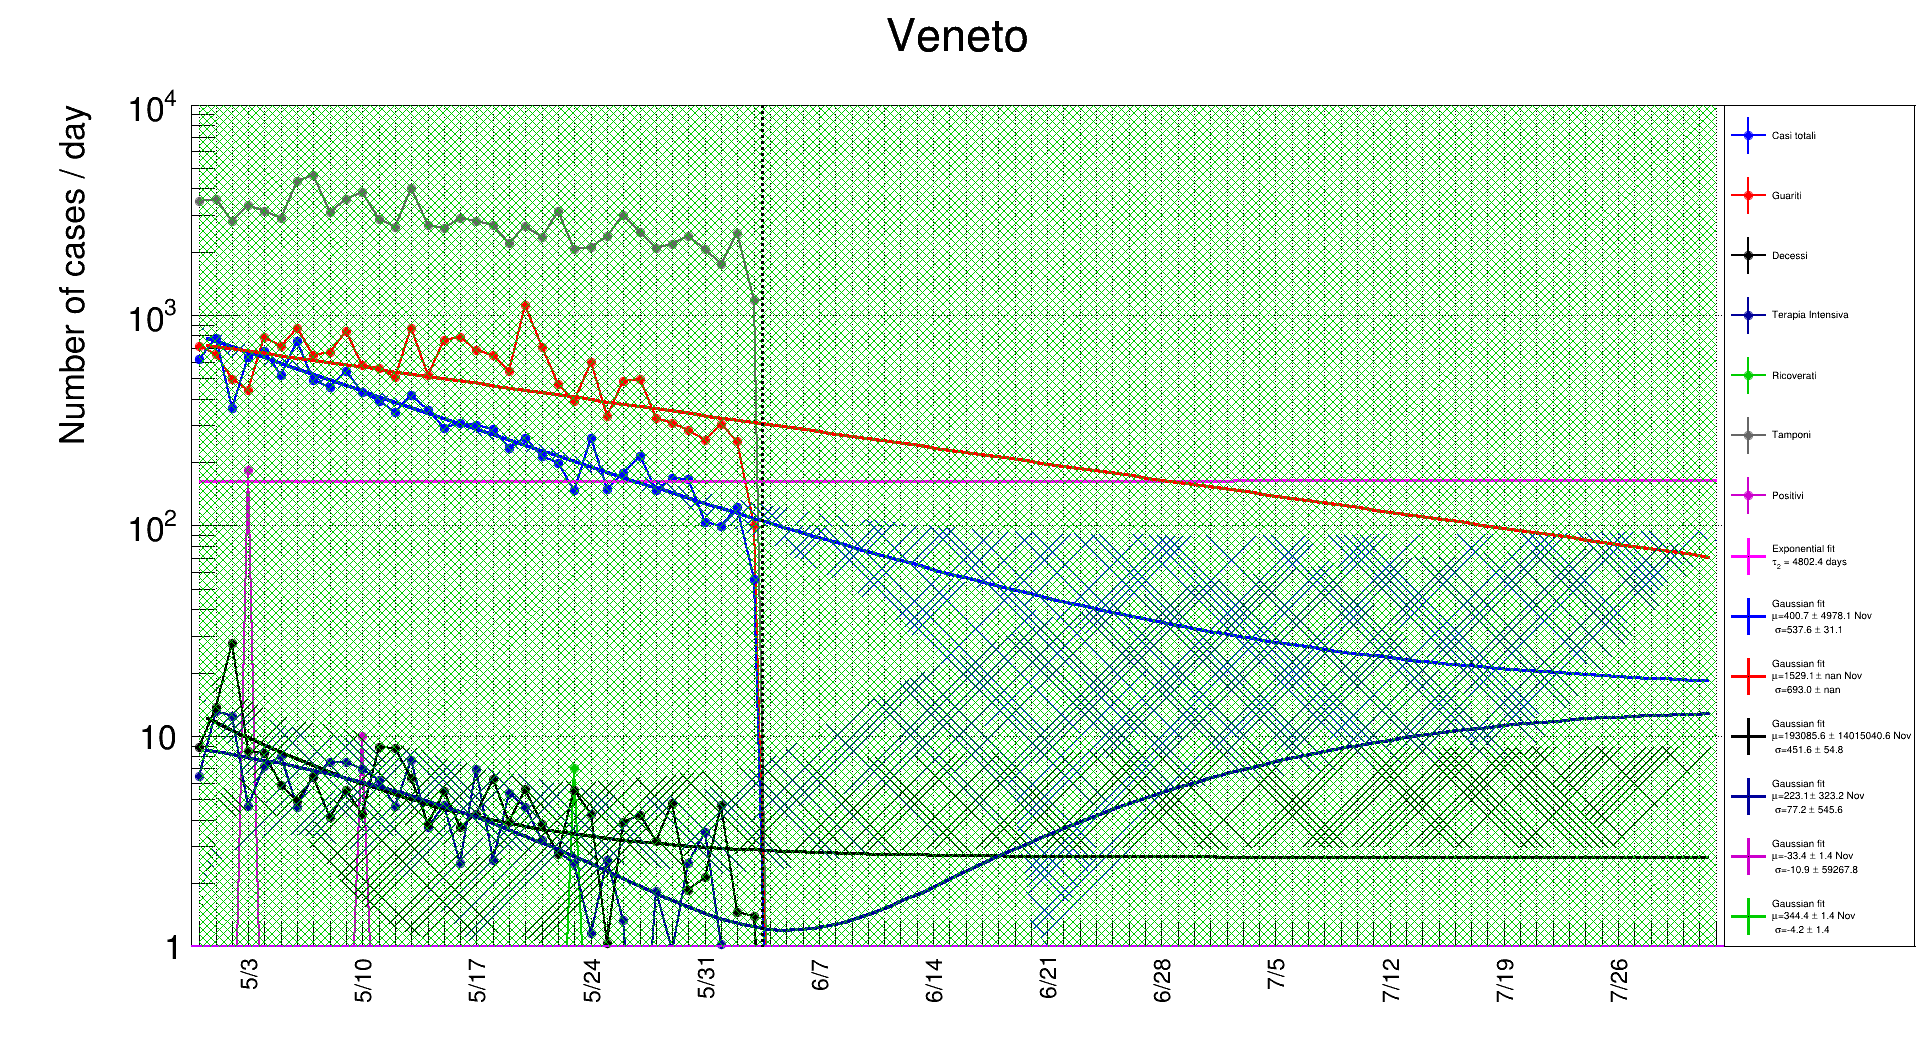 Veneto
Number of cases / day
10^4
10^3
10^2
10
1
5/3
5/10
5/17
5/24
5/31
6/7
6/14
6/21
6/28
7/5
7/12
7/19
7/26
Casi totali
Guariti
Decessi
Terapia Intensiva
Ricoverati
Tamponi
Positivi
Exponential fit
τ₂ = 4802.4 days
Gaussian fit
μ=400.7 ± 4978.1 Nov
σ=537.6 ± 31.1
Gaussian fit
μ=1529.1 ± nan Nov
σ=693.0 ± nan
Gaussian fit
μ=193085.6 ± 14015040.6 Nov
σ=451.6 ± 54.8
Gaussian fit
μ=223.1 ± 323.2 Nov
σ=77.2 ± 545.6
Gaussian fit
μ=-33.4 ± 1.4 Nov
σ=-10.9 ± 59267.8
Gaussian fit
μ=344.4 ± 1.4 Nov
σ=-4.2 ± 1.4